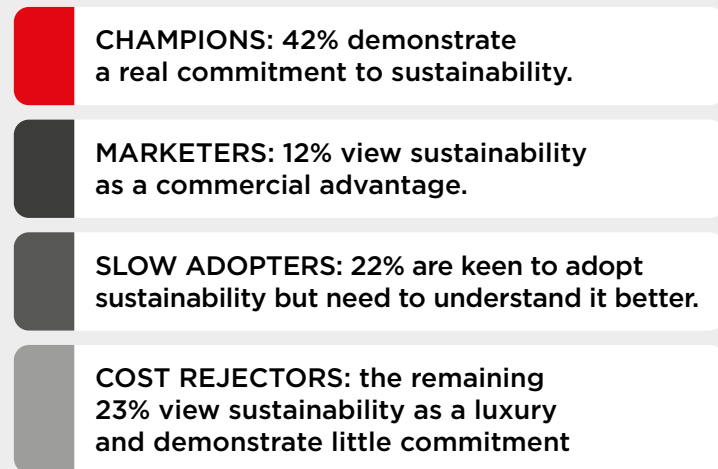 CHAMPIONS: 42% demonstrate
a real commitment to sustainability.
MARKETERS: 12% view sustainability
as a commercial advantage.
SLOW ADOPTERS: 22% are keen to adopt
sustainability but need to understand it better.
COST REJECTORS: the remaining
23% view sustainability as a luxury
and demonstrate little commitment